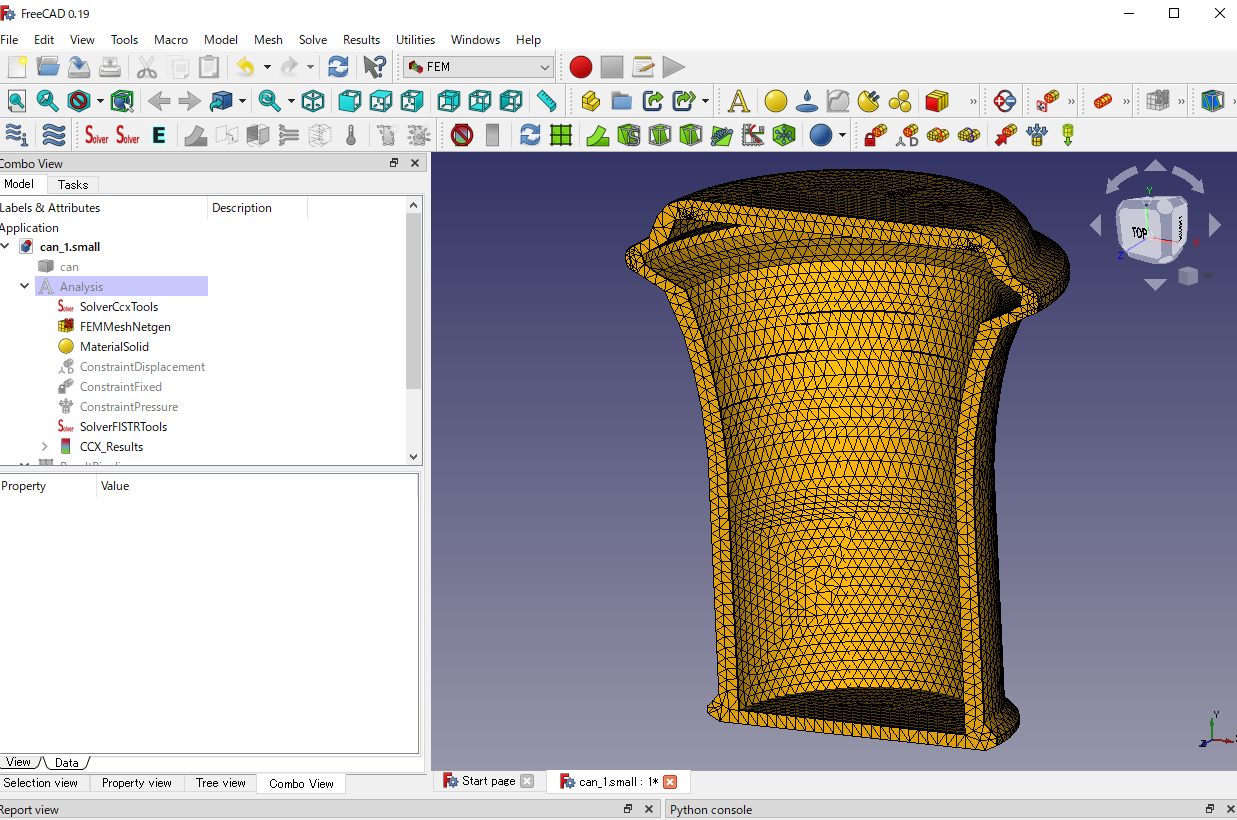 FreeCAD 0.19
File Edit View Tools Macro Model Mesh Solve Results Utilities Windows Help
FEM
Solver Solver E
Combo View
Model Tasks
Labels & Attributes Description
Application
can_1.small
can
Analysis
Solver SolverCcxTools
FEMMeshNetgen
MaterialSolid
ConstraintDisplacement
ConstraintFixed
ConstraintPressure
Solver SolverFISTRTools
CCX_Results
Property Value
View Data
Selection view Property view Tree view Combo View
Start page can_1.small : 1*
Report view Python console
Y
TOP
X
Z
Y